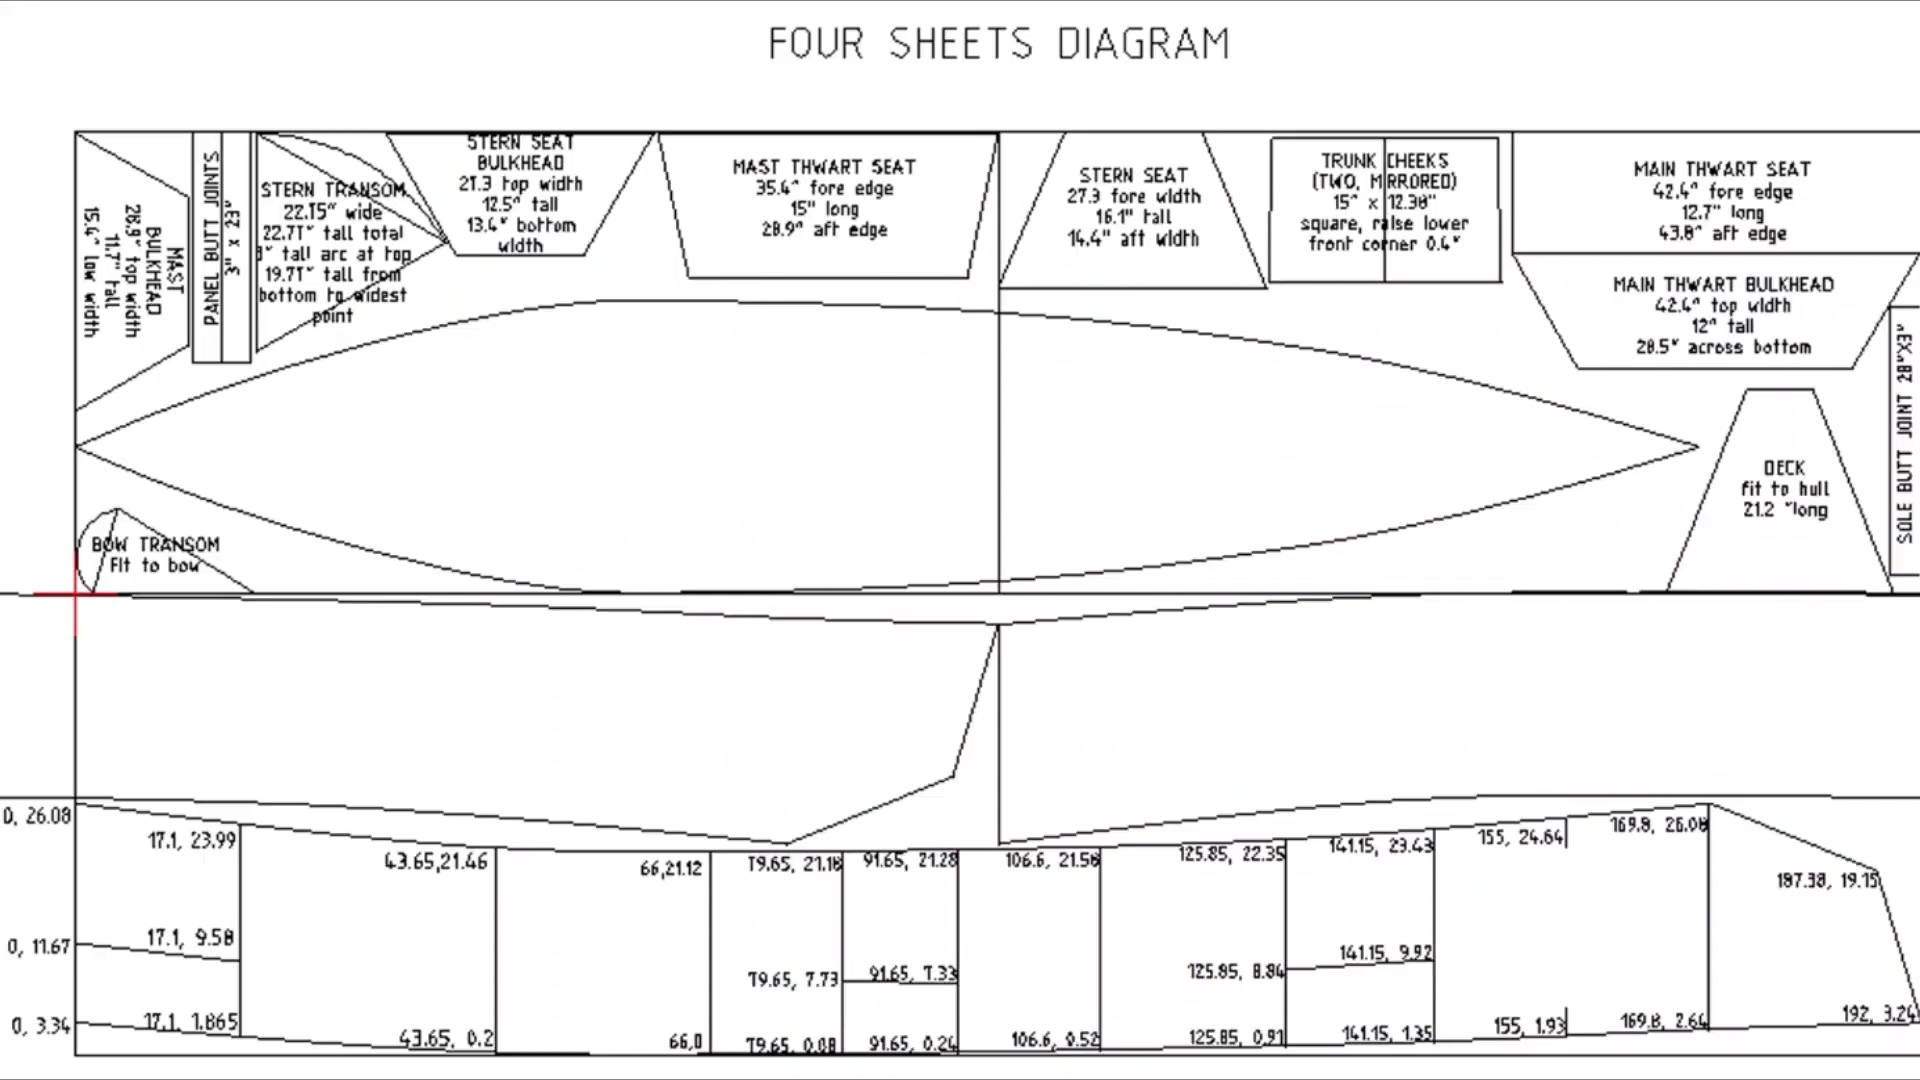 FOUR SHEETS DIAGRAM
MAST
BULKHEAD
28.9" top width
11.7" tall
15.4" low width
PANEL BUTT JOINTS
3" x 23"
STERN TRANSOM
22.75" wide
22.77" tall total
3" tall arc at top
19.77" tall from
bottom to widest
point
STERN SEAT
BULKHEAD
27.3 top width
12.5" tall
13.4" bottom
width
MAST THWART SEAT
35.4" fore edge
15" long
28.9" aft edge
STERN SEAT
27.3 fore width
16.1" tall
14.4" aft width
TRUNK CHEEKS
(TWO, MIRRORED)
15" x 12.38"
square, raise lower
front corner 0.4"
MAIN THWART SEAT
42.4" fore edge
12.7" long
43.8" aft edge
MAIN THWART BULKHEAD
42.4" top width
12" tall
28.5" across bottom
SOLE BUTT JOINT 28"X3"
DECK
fit to hull
21.2 "long
BOW TRANSOM
Fit to bow
0, 26.08
17.1, 23.99
43.65,21.46
66,21.12
79.65, 21.18
91.65, 21.28
106.6, 21.58
125.85, 22.35
141.15, 23.43
155, 24.64
169.8, 26.08
187.38, 19.15
0, 11.67
17.1, 9.58
79.65, 7.73
91.65, 7.33
125.85, 8.84
141.15, 9.92
0, 3.34
17.1, 1.865
43.65, 0.2
66,0
79.65, 0.08
91.65, 0.24
106.6, 0.52
125.85, 0.91
141.15, 1.35
155, 1.93
169.8, 2.64
192, 3.24